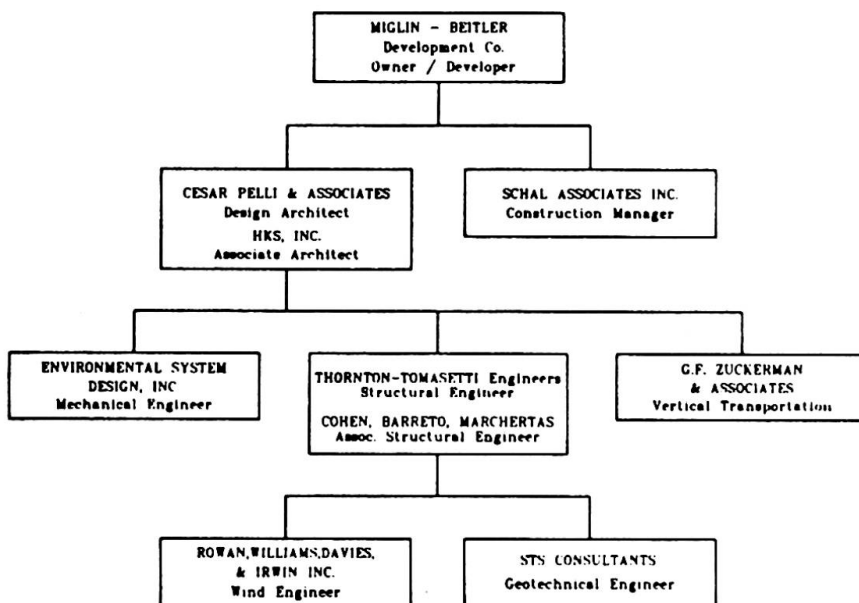 MIGLIN - BEITLER
Development Co.
Owner / Developer
CESAR PELLI & ASSOCIATES
Design Architect
HKS, INC.
Associate Architect
SCHAL ASSOCIATES INC.
Construction Manager
ENVIRONMENTAL SYSTEM
DESIGN, INC
Mechanical Engineer
THORNTON-TOMASETTI Engineers
Structural Engineer
COHEN, BARRETO, MARCHERTAS
Assoc. Structural Engineer
G.F. ZUCKERMAN
& ASSOCIATES
Vertical Transportation
ROWAN,WILLIAMS,DAVIES,
& IRWIN INC.
Wind Engineer
STS CONSULTANTS
Geotechnical Engineer